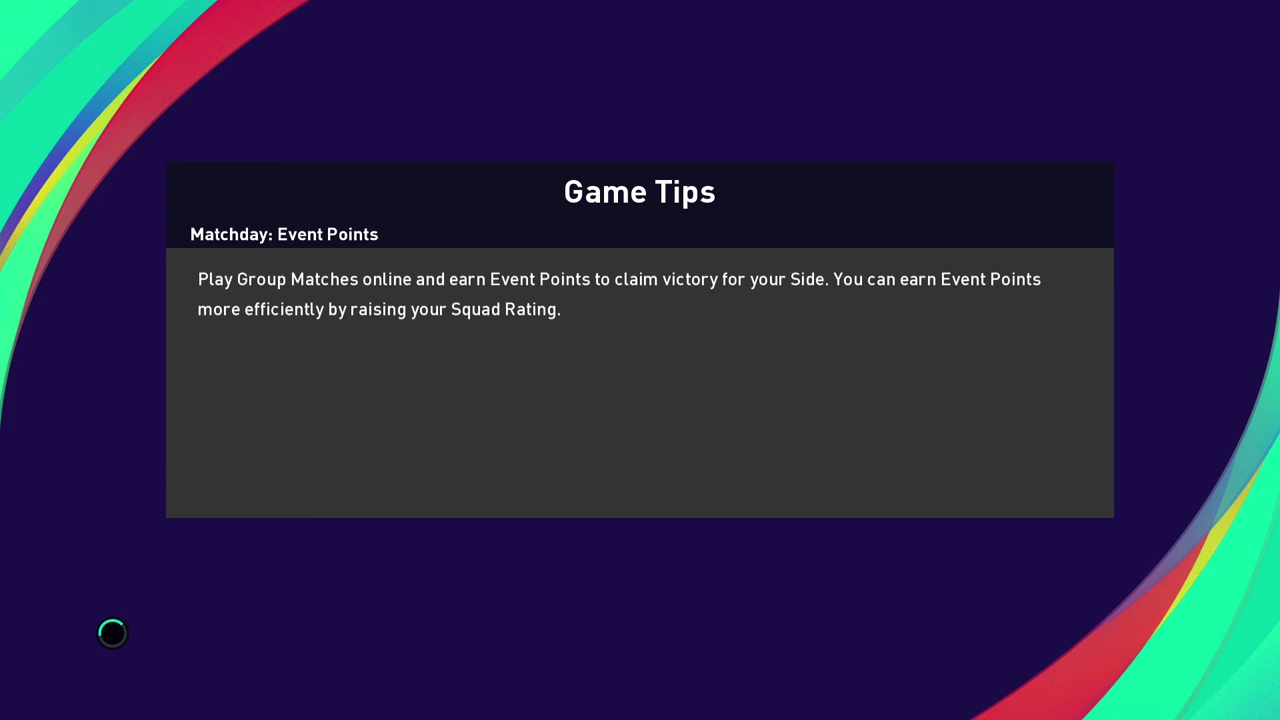 Game Tips
Matchday: Event Points
Play Group Matches online and earn Event Points to claim victory for your Side. You can earn Event Points
more efficiently by raising your Squad Rating.